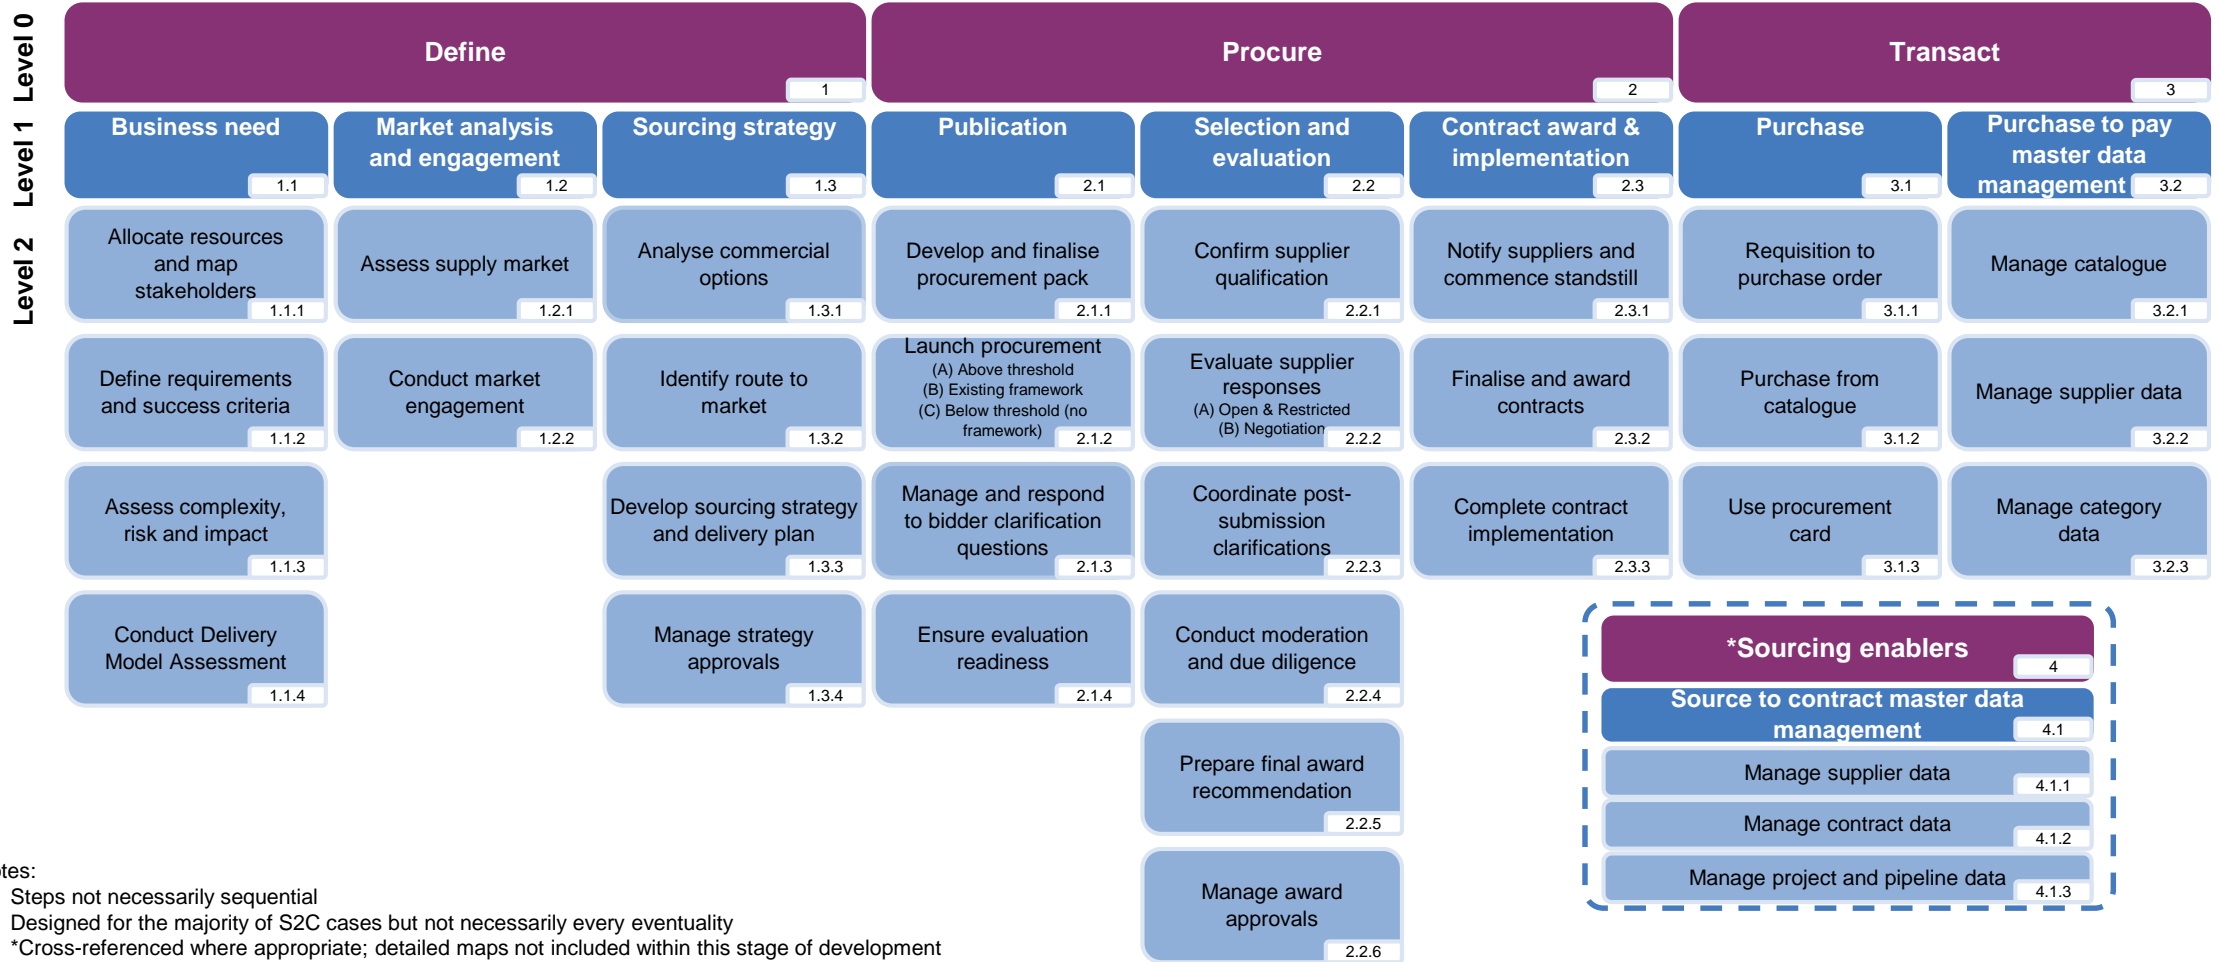 Level 0
Define
1
Procure
2
Transact
3
Level 1
Business need
1.1
Market analysis
and engagement
1.2
Sourcing strategy
1.3
Publication
2.1
Selection and
evaluation
2.2
Contract award &
implementation
2.3
Purchase
3.1
Purchase to pay
master data
management
3.2
Level 2
Allocate resources
and map
stakeholders
1.1.1
Assess supply market
1.2.1
Analyse commercial
options
1.3.1
Develop and finalise
procurement pack
2.1.1
Confirm supplier
qualification
2.2.1
Notify suppliers and
commence standstill
2.3.1
Requisition to
purchase order
3.1.1
Manage catalogue
3.2.1
Define requirements
and success criteria
1.1.2
Conduct market
engagement
1.2.2
Identify route to
market
1.3.2
Launch procurement
(A) Above threshold
(B) Existing framework
(C) Below threshold (no
framework)
2.1.2
Evaluate supplier
responses
(A) Open & Restricted
(B) Negotiation
2.2.2
Finalise and award
contracts
2.3.2
Purchase from
catalogue
3.1.2
Manage supplier data
3.2.2
Assess complexity,
risk and impact
1.1.3
Develop sourcing strategy
and delivery plan
1.3.3
Manage and respond
to bidder clarification
questions
2.1.3
Coordinate post-
submission
clarifications
2.2.3
Complete contract
implementation
2.3.3
Use procurement
card
3.1.3
Manage category
data
3.2.3
Conduct Delivery
Model Assessment
1.1.4
Manage strategy
approvals
1.3.4
Ensure evaluation
readiness
2.1.4
Conduct moderation
and due diligence
2.2.4
Prepare final award
recommendation
2.2.5
Manage award
approvals
2.2.6
*Sourcing enablers
4
Source to contract master data
management
4.1
Manage supplier data
4.1.1
Manage contract data
4.1.2
Manage project and pipeline data
4.1.3
tes:
Steps not necessarily sequential
Designed for the majority of S2C cases but not necessarily every eventuality
*Cross-referenced where appropriate; detailed maps not included within this stage of development